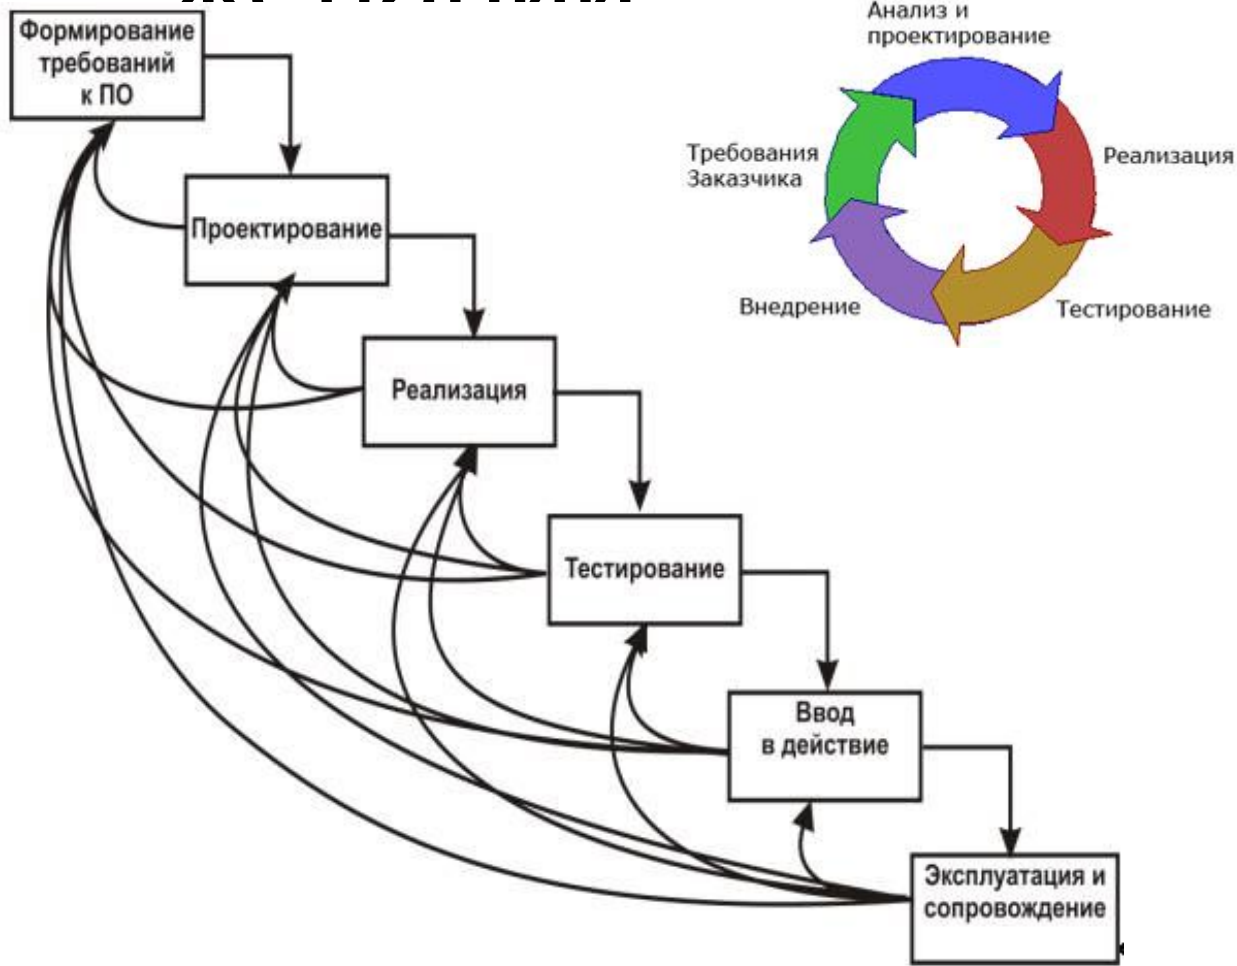 Формирование
требований
к ПО
Проектирование
Реализация
Тестирование
Ввод
в действие
Эксплуатация и
сопровождение
Анализ и
проектирование
Реализация
Тестирование
Внедрение
Требования
Заказчика